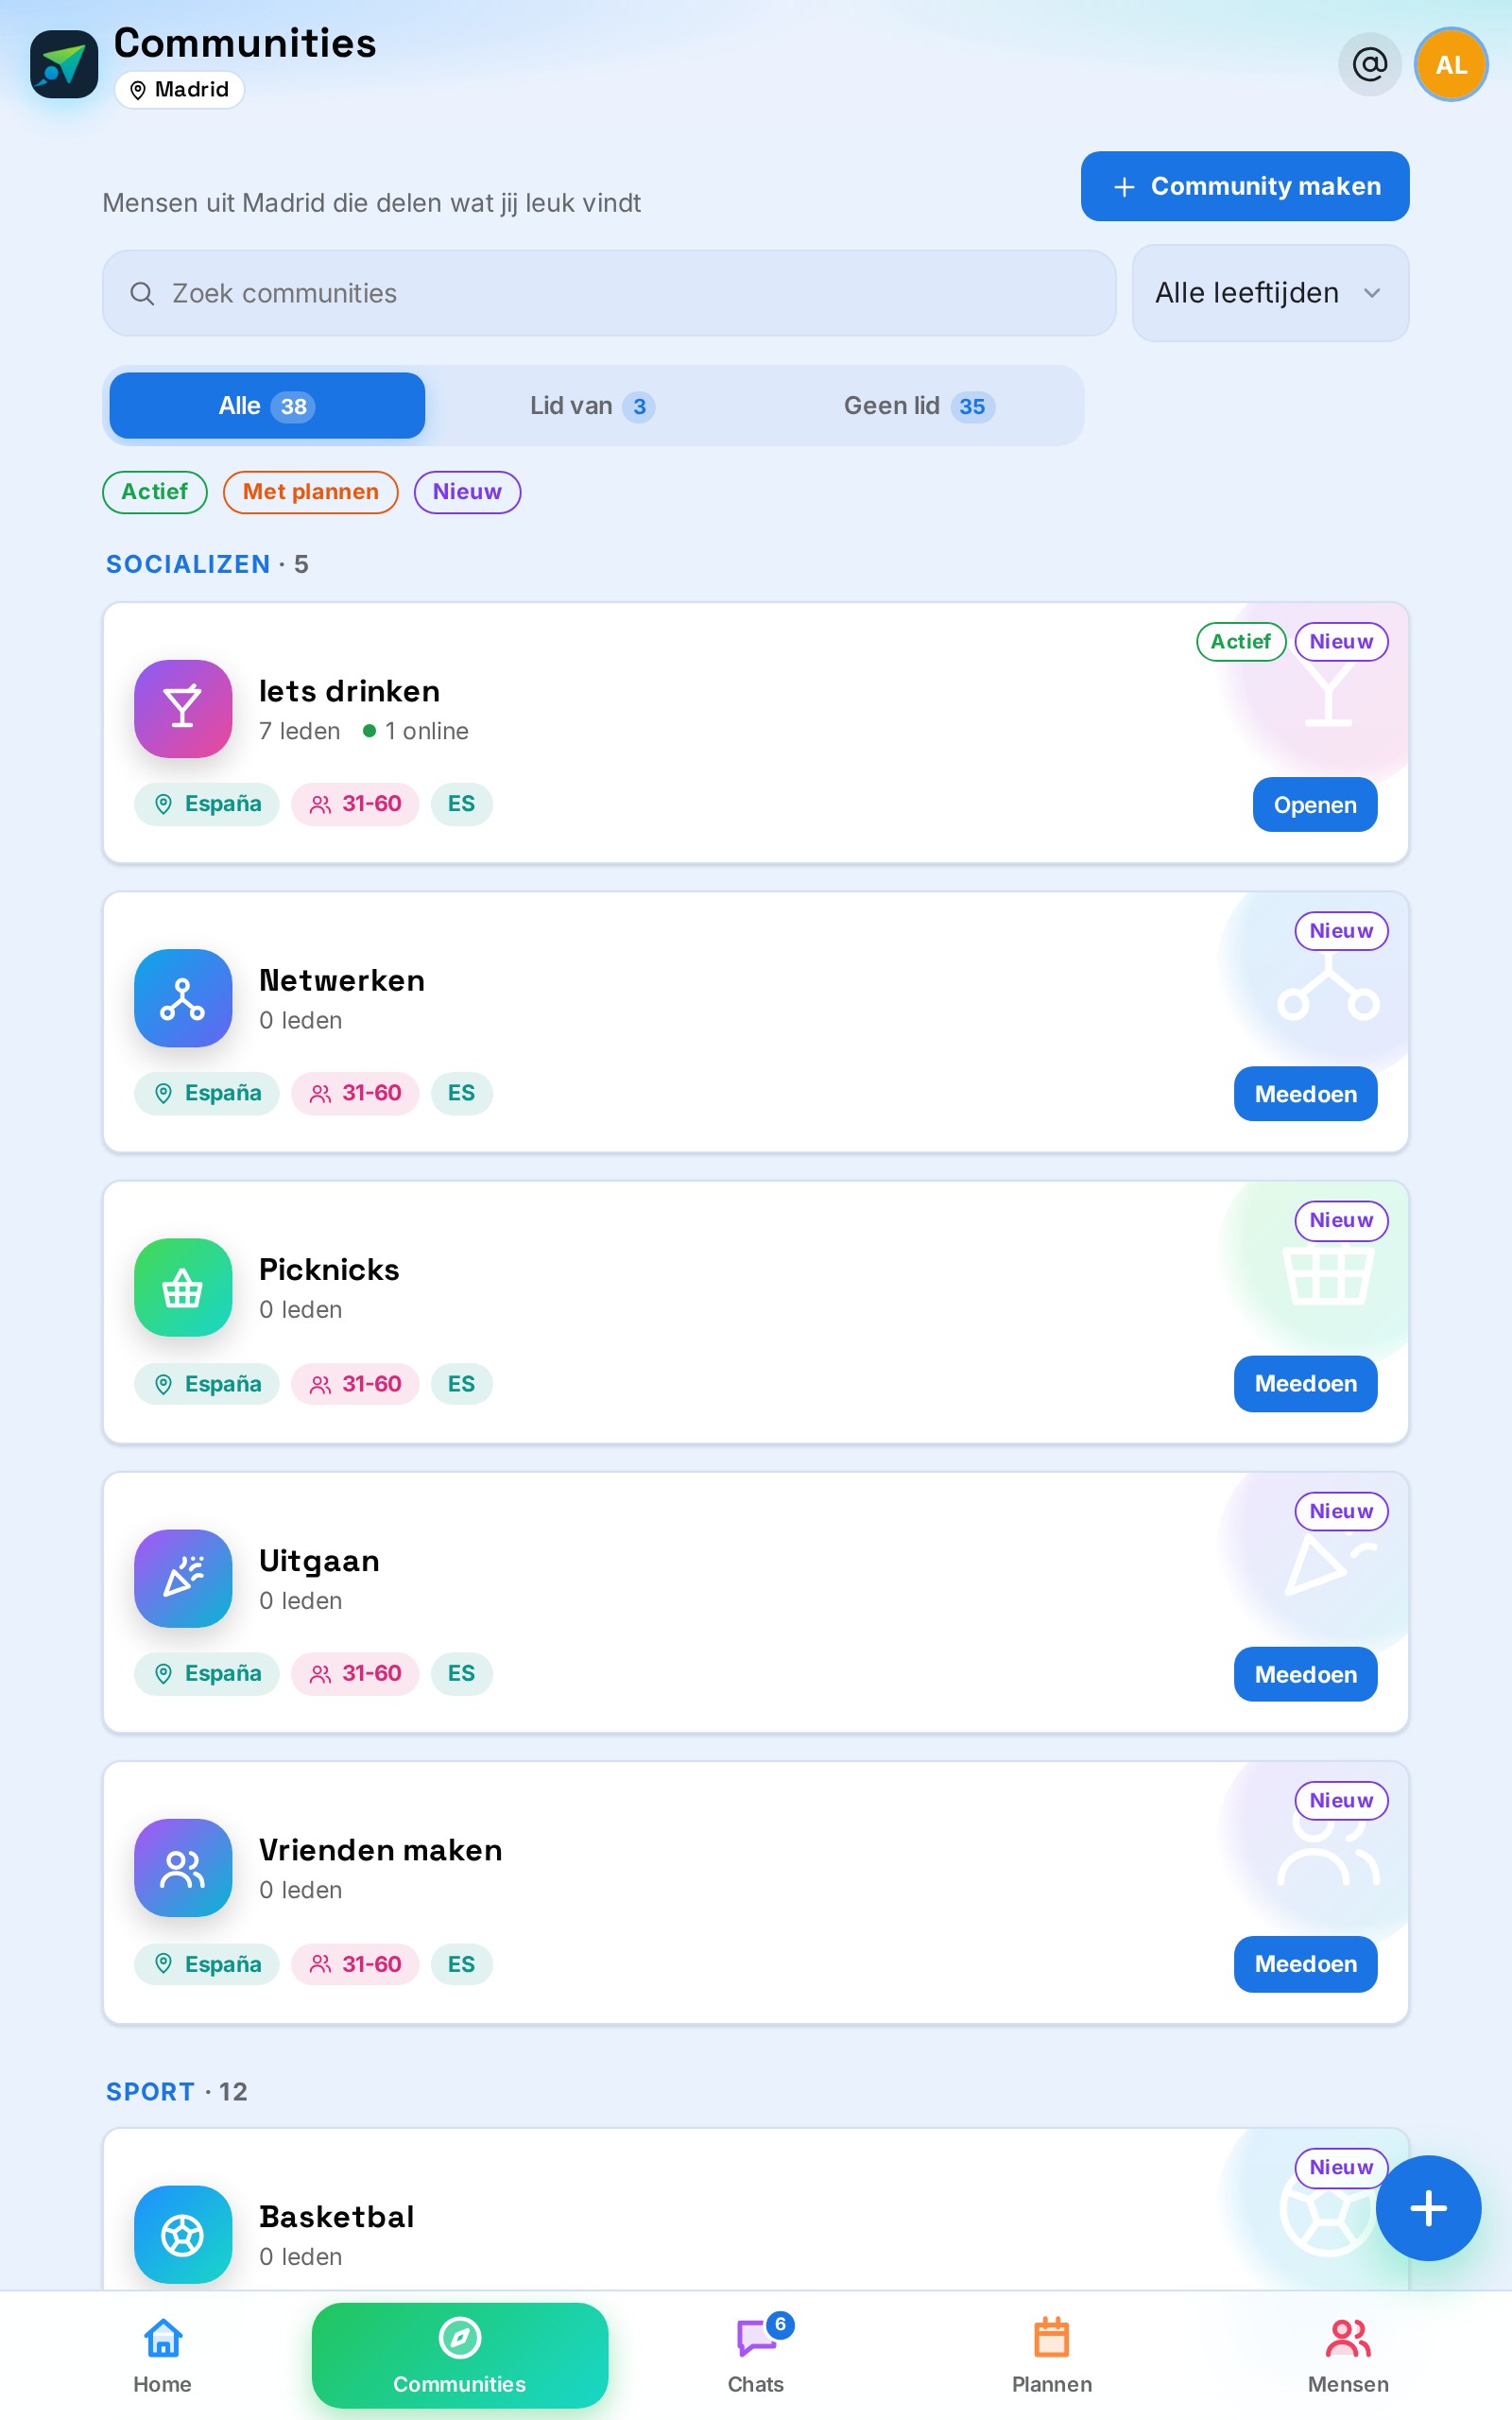 Communities
Madrid
@
AL
Mensen uit Madrid die delen wat jij leuk vindt
+ Community maken
Zoek communities
Alle leeftijden
Alle 38
Lid van 3
Geen lid 35
Actief
Met plannen
Nieuw
SOCIALIZEN · 5
Actief
Nieuw
Iets drinken
7 leden
1 online
España
31-60
ES
Openen
Nieuw
Netwerken
0 leden
España
31-60
ES
Meedoen
Nieuw
Picknicks
0 leden
España
31-60
ES
Meedoen
Nieuw
Uitgaan
0 leden
España
31-60
ES
Meedoen
Nieuw
Vrienden maken
0 leden
España
31-60
ES
Meedoen
SPORT · 12
Nieuw
Basketbal
0 leden
+
Home
Communities
6
Chats
Plannen
Mensen